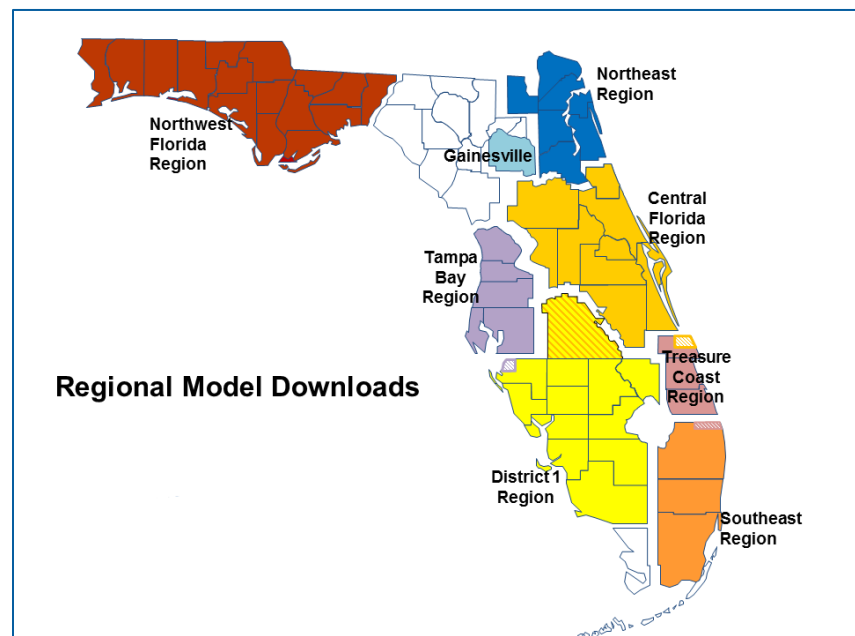 Northeast
Region
Northwest
Florida
Region
Gainesville
Central
Florida
Region
Tampa
Bay
Region
Treasure
Coast
Region
Regional Model Downloads
District 1
Region
Southeast
Region